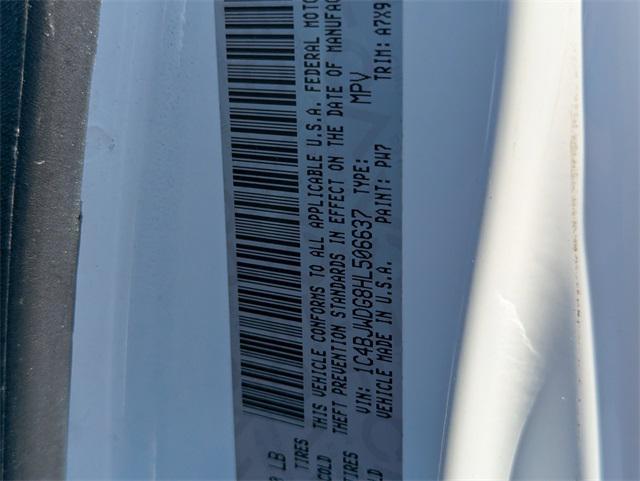 LB
TIRES
COLD
THIS VEHICLE CONFORMS TO ALL APPLICABLE U.S.A. FEDERAL MOTO
THEFT PREVENTION STANDARDS IN EFFECT ON THE DATE OF MANUFAC
VIN: 1C4BJWDG8HL506637 TYPE: MPV
VEHICLE MADE IN U.S.A. PAINT: PW7 TRIM: A7X9
TIRES
LD